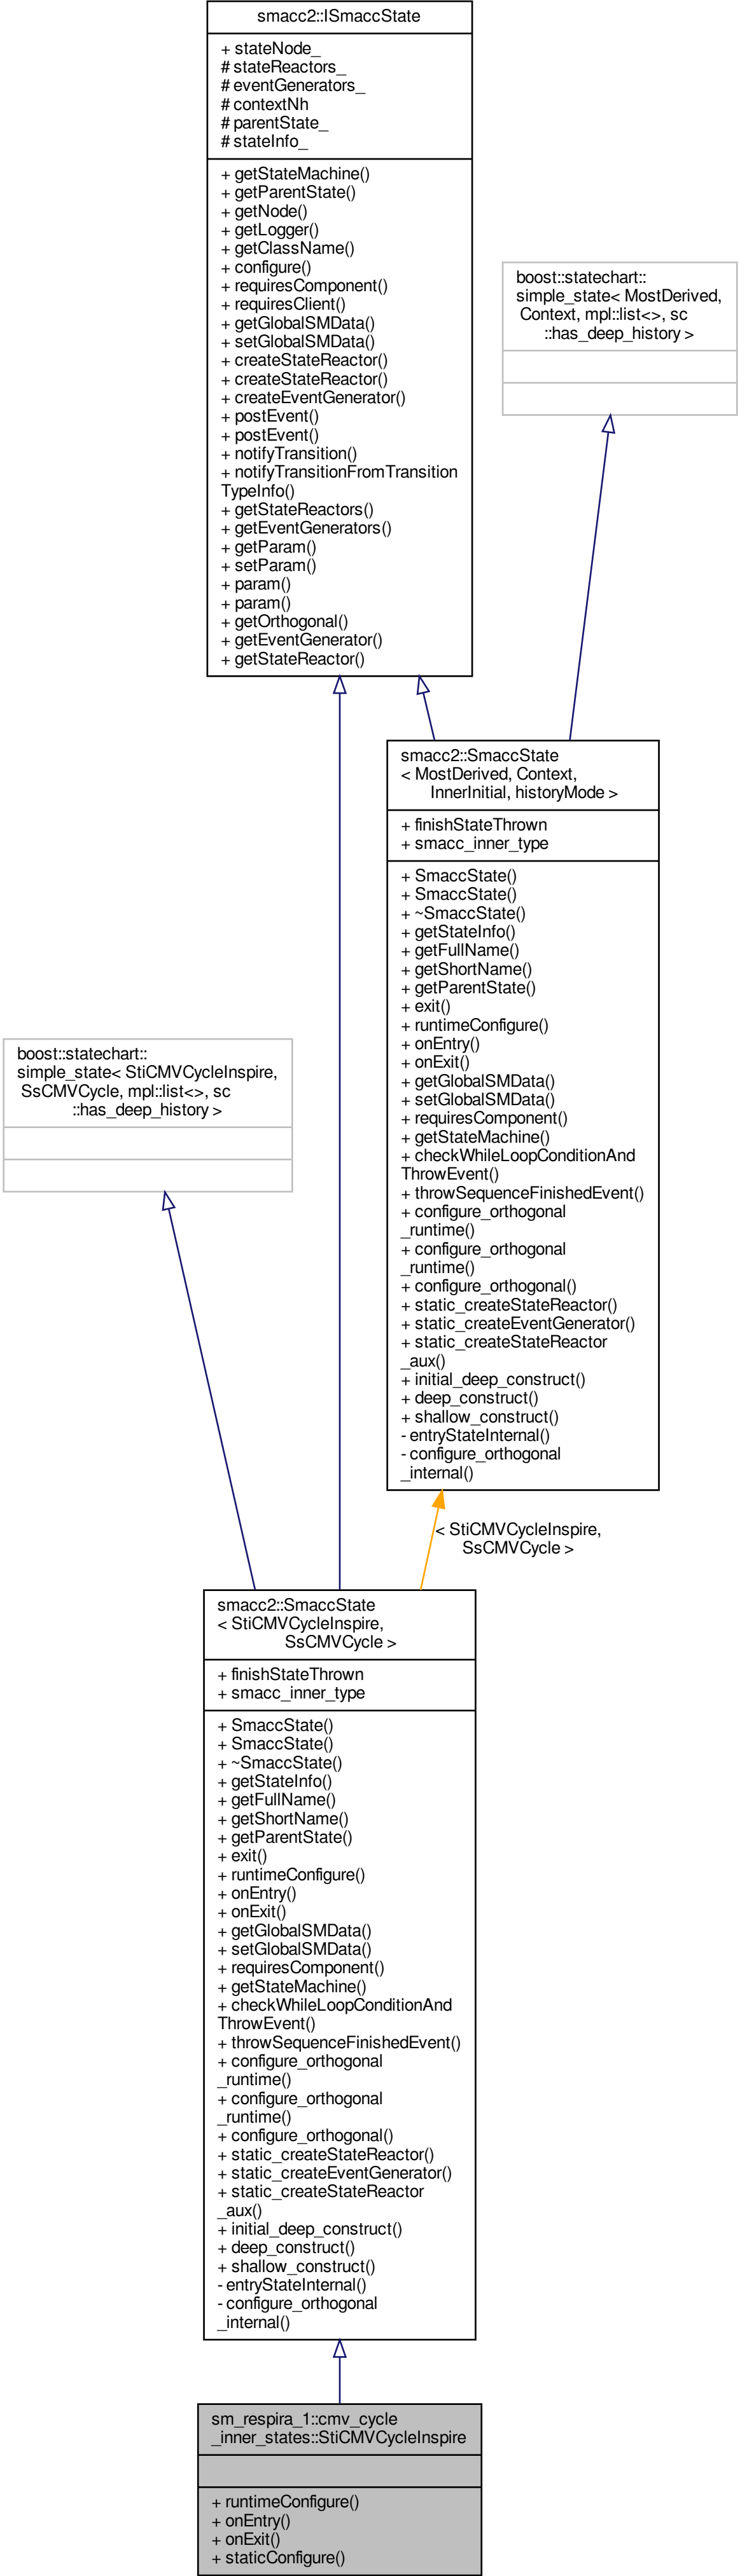 smacc2::ISmaccState
+ stateNode_
# stateReactors_
# eventGenerators_
# contextNh
# parentState_
# stateInfo_
+ getStateMachine()
+ getParentState()
+ getNode()
+ getLogger()
+ getClassName()
+ configure()
+ requiresComponent()
+ requiresClient()
+ getGlobalSMData()
+ setGlobalSMData()
+ createStateReactor()
+ createStateReactor()
+ createEventGenerator()
+ postEvent()
+ postEvent()
+ notifyTransition()
+ notifyTransitionFromTransition
TypeInfo()
+ getStateReactors()
+ getEventGenerators()
+ getParam()
+ setParam()
+ param()
+ param()
+ getOrthogonal()
+ getEventGenerator()
+ getStateReactor()
boost::statechart::
simple_state< MostDerived,
Context, mpl::list<>, sc
::has_deep_history >
smacc2::SmaccState
< MostDerived, Context,
InnerInitial, historyMode >
+ finishStateThrown
+ smacc_inner_type
+ SmaccState()
+ SmaccState()
+ ~SmaccState()
+ getStateInfo()
+ getFullName()
+ getShortName()
+ getParentState()
+ exit()
+ runtimeConfigure()
+ onEntry()
+ onExit()
+ getGlobalSMData()
+ setGlobalSMData()
+ requiresComponent()
+ getStateMachine()
+ checkWhileLoopConditionAnd
ThrowEvent()
+ throwSequenceFinishedEvent()
+ configure_orthogonal
_runtime()
+ configure_orthogonal
_runtime()
+ configure_orthogonal()
+ static_createStateReactor()
+ static_createEventGenerator()
+ static_createStateReactor
_aux()
+ initial_deep_construct()
+ deep_construct()
+ shallow_construct()
- entryStateInternal()
- configure_orthogonal
_internal()
boost::statechart::
simple_state< StiCMVCycleInspire,
SsCMVCycle, mpl::list<>, sc
::has_deep_history >
< StiCMVCycleInspire,
SsCMVCycle >
smacc2::SmaccState
< StiCMVCycleInspire,
SsCMVCycle >
+ finishStateThrown
+ smacc_inner_type
+ SmaccState()
+ SmaccState()
+ ~SmaccState()
+ getStateInfo()
+ getFullName()
+ getShortName()
+ getParentState()
+ exit()
+ runtimeConfigure()
+ onEntry()
+ onExit()
+ getGlobalSMData()
+ setGlobalSMData()
+ requiresComponent()
+ getStateMachine()
+ checkWhileLoopConditionAnd
ThrowEvent()
+ throwSequenceFinishedEvent()
+ configure_orthogonal
_runtime()
+ configure_orthogonal
_runtime()
+ configure_orthogonal()
+ static_createStateReactor()
+ static_createEventGenerator()
+ static_createStateReactor
_aux()
+ initial_deep_construct()
+ deep_construct()
+ shallow_construct()
- entryStateInternal()
- configure_orthogonal
_internal()
sm_respira_1::cmv_cycle
_inner_states::StiCMVCycleInspire
+ runtimeConfigure()
+ onEntry()
+ onExit()
+ staticConfigure()